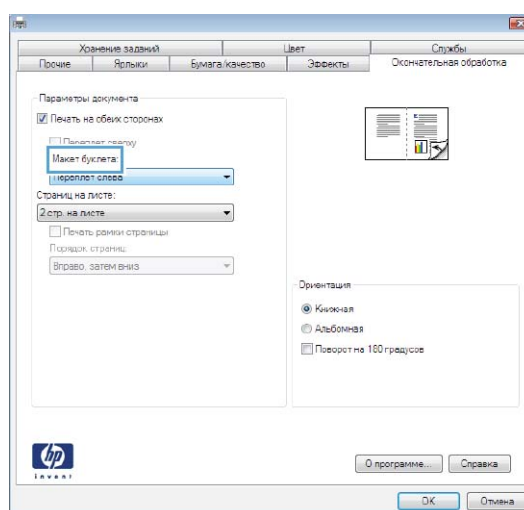 Хранение заданий
Цвет
Службы
Прочие
Ярлыки
Бумага/качество
Эффекты
Окончательная обработка
Параметры документа
Печать на обеих сторонах
Переплет сверху
Макет буклета:
Переплет слева
Страниц на листе:
2 стр. на листе
Печать рамки страницы
Порядок страниц:
Вправо, затем вниз
Ориентация
Книжная
Альбомная
Поворот на 180 градусов
hp
invent
О программе...
Справка
OK
Отмена